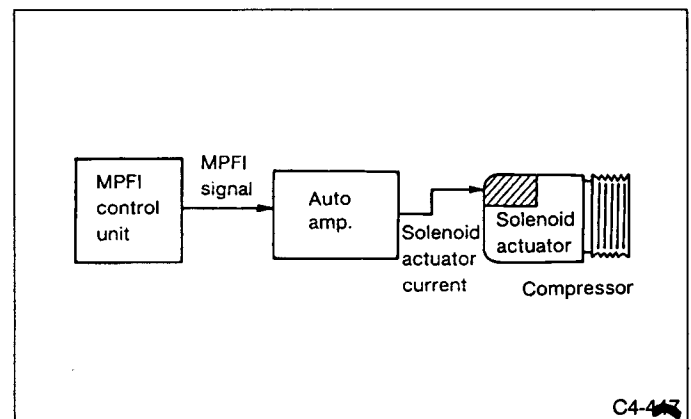 MPFI
control
unit
MPFI
signal
Auto
amp.
Solenoid
actuator
current
Solenoid
actuator
Compressor